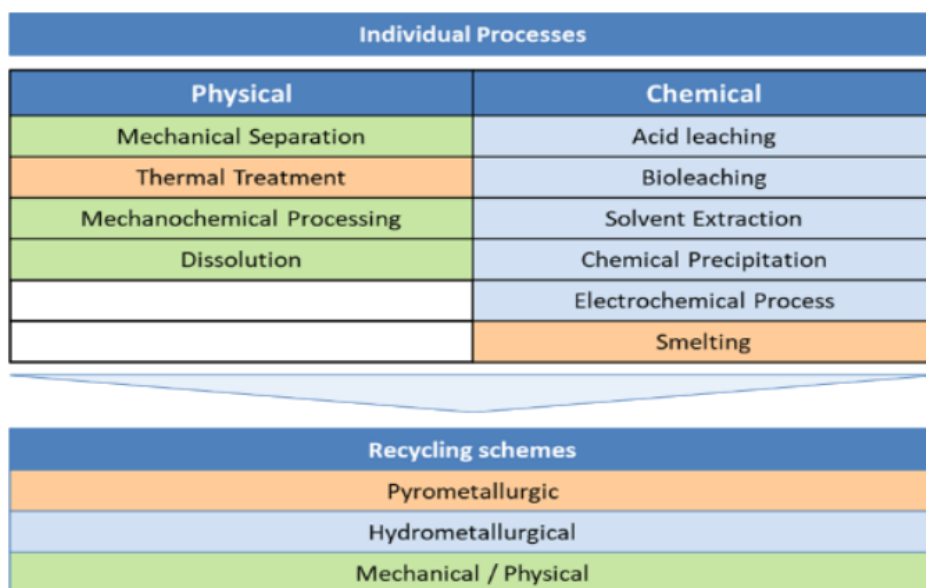 Individual Processes
Physical Chemical
Mechanical Separation Acid leaching
Thermal Treatment Bioleaching
Mechanochemical Processing Solvent Extraction
Dissolution Chemical Precipitation
Electrochemical Process
Smelting
Recycling schemes
Pyrometallurgic
Hydrometallurgical
Mechanical / Physical